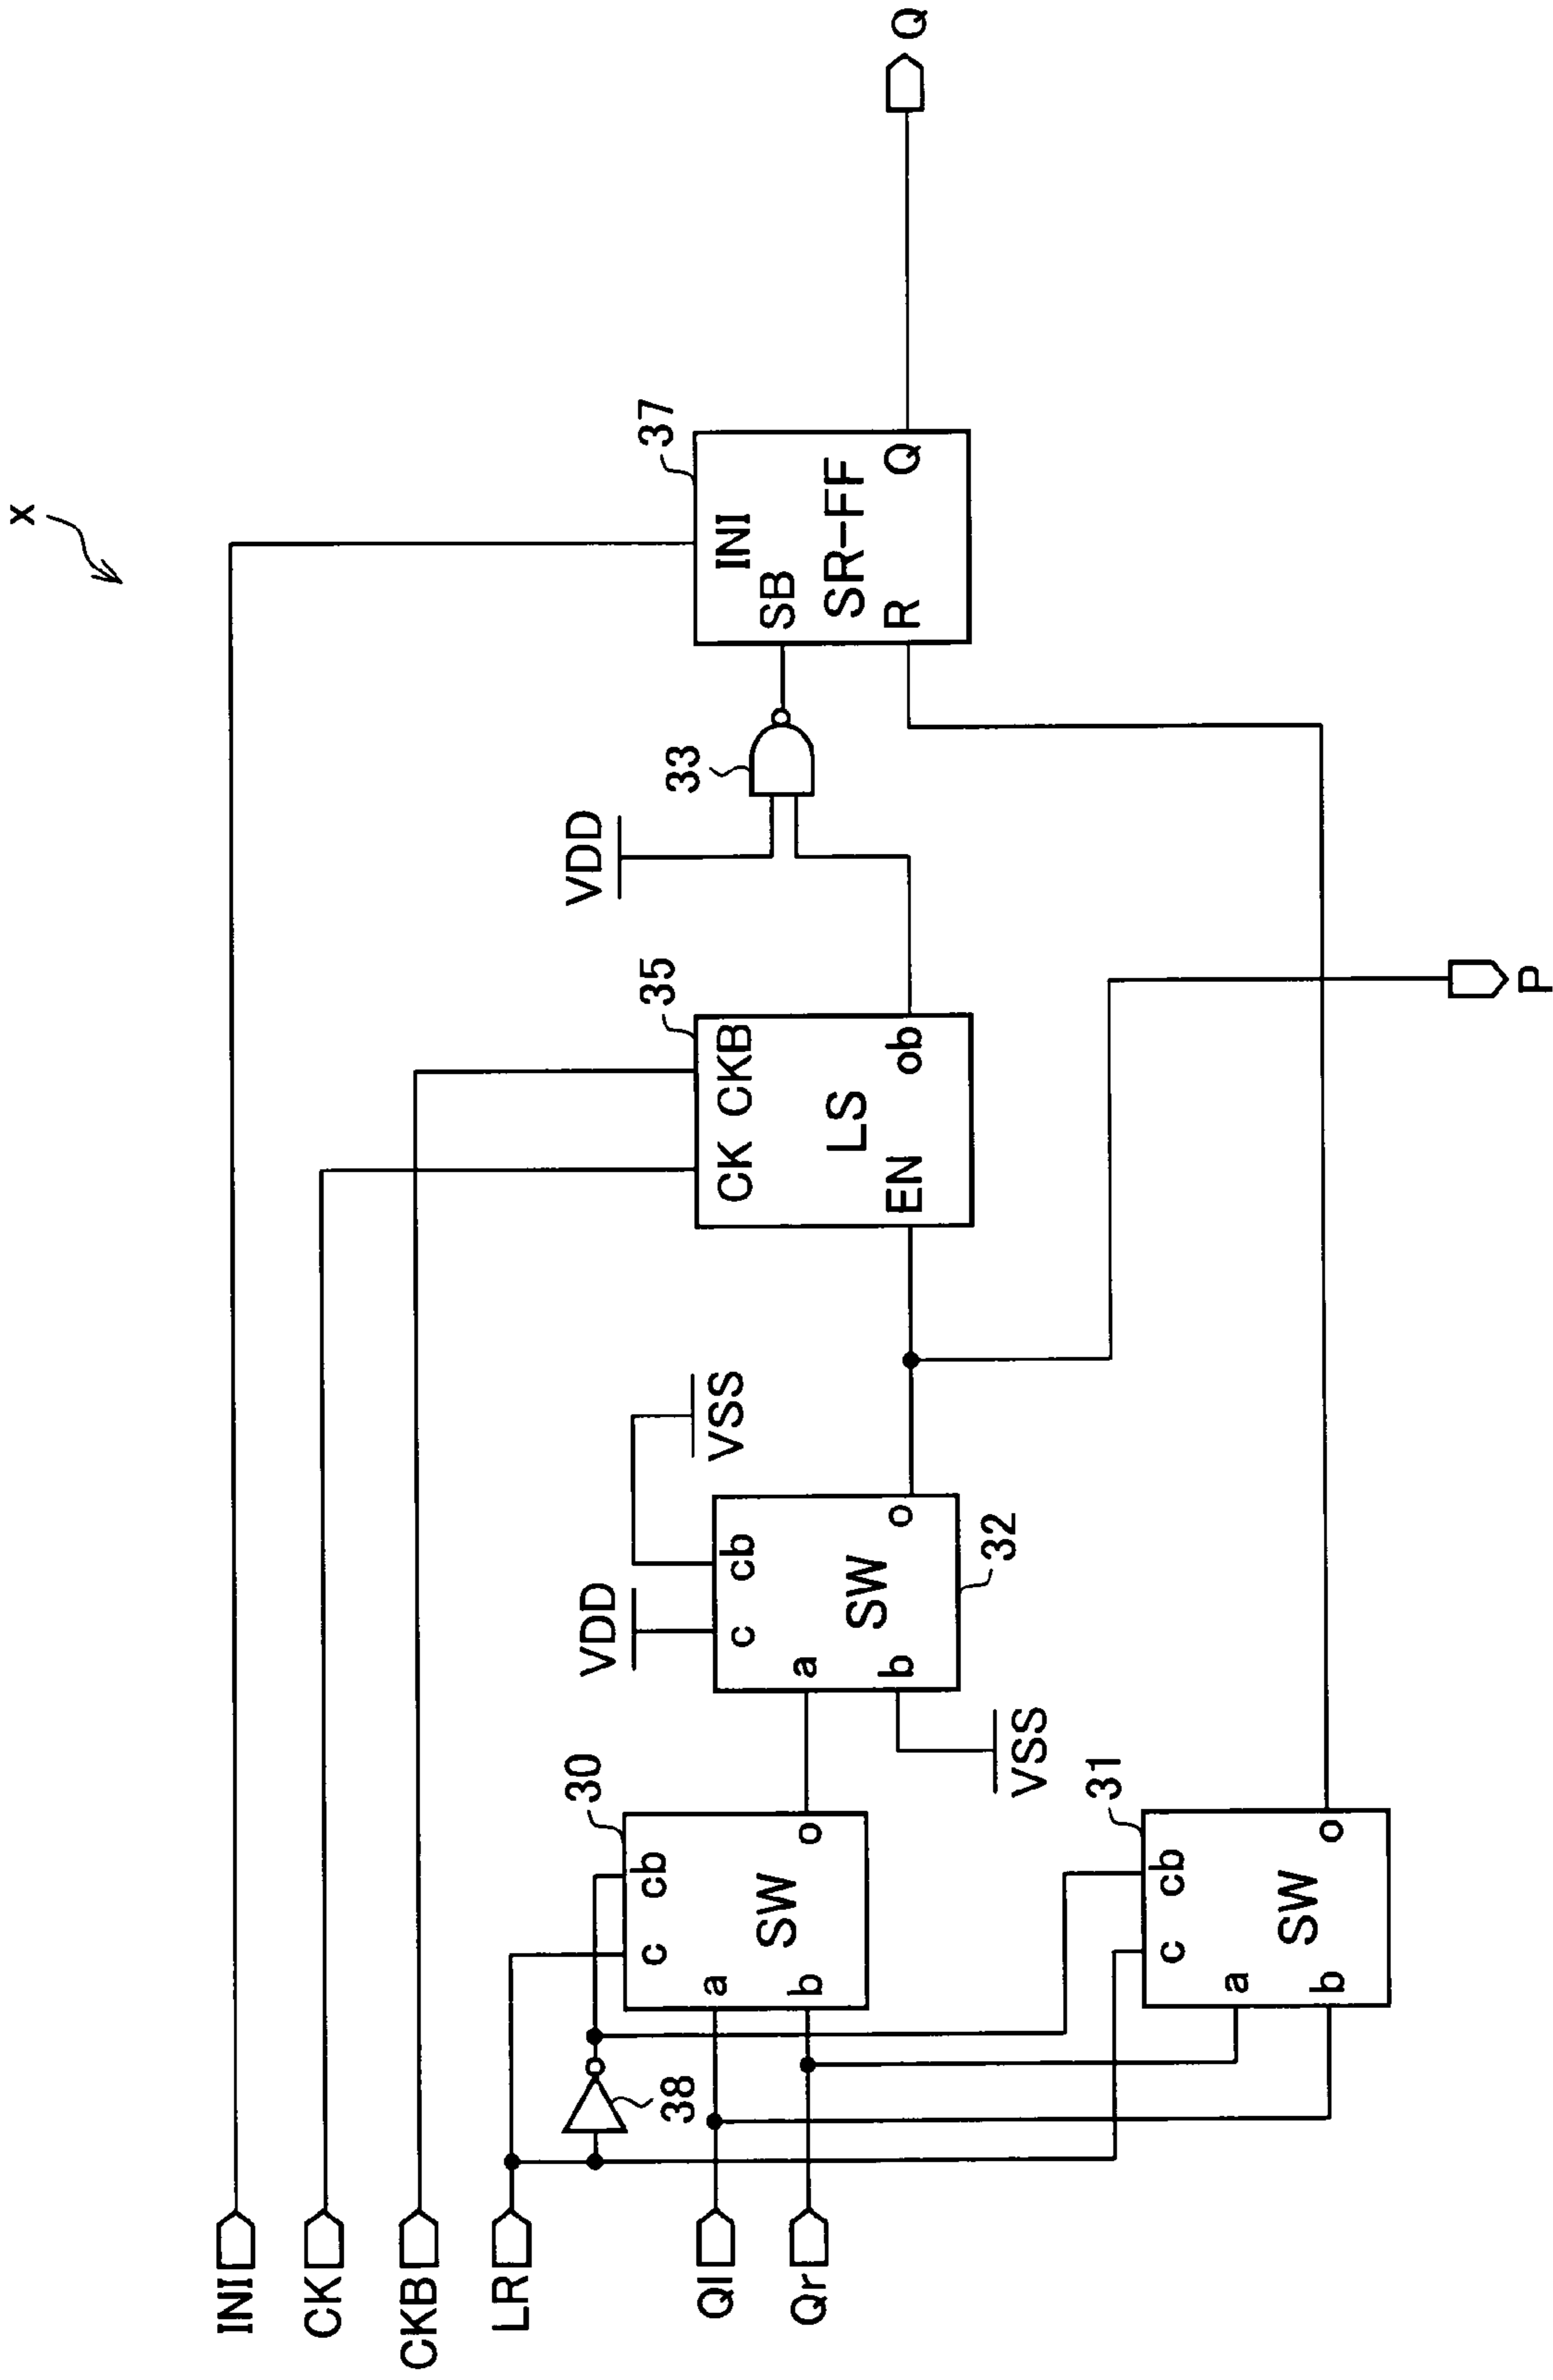 x
INI
CK
CKB
LR
Ql
Qr
38
30
c
cb
a
SW
b
o
31
c
cb
a
SW
b
o
VDD
VSS
c
cb
a
SW
b
o
32
VSS
35
CK CKB
LS
EN
ob
P
VDD
33
37
INI
SB
SR-FF
R
Q
Q